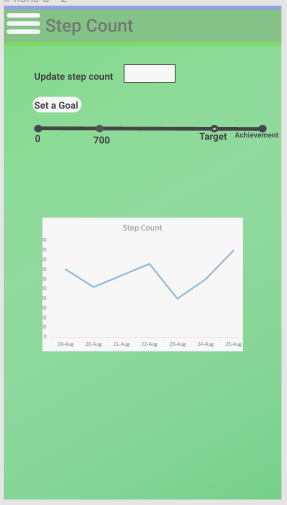 Step Count
Update step count
Set a Goal
0 700 Target Achievement
Step Count
0
19-Aug 20-Aug 21-Aug 22-Aug 23-Aug 24-Aug 25-Aug